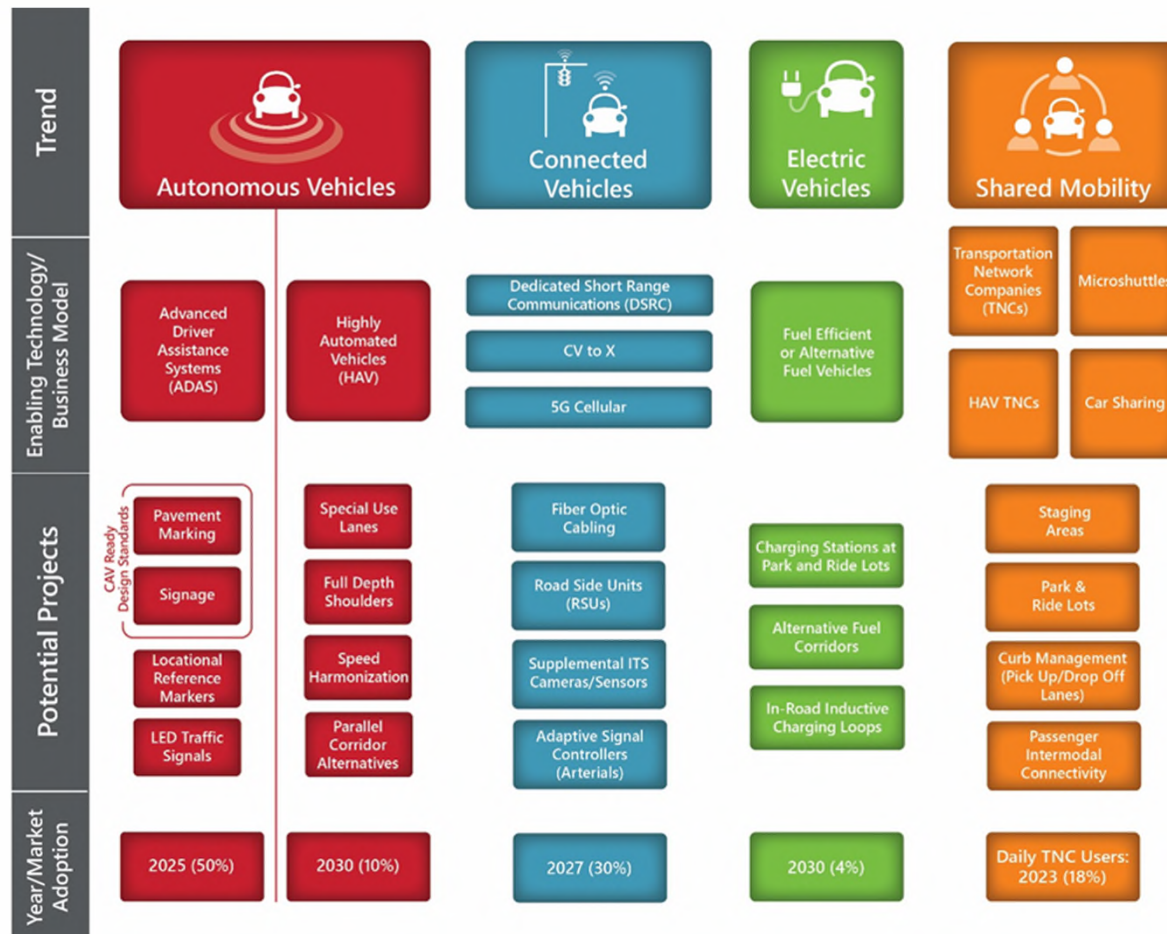 Trend
Autonomous Vehicles
Connected
Vehicles
Electric
Vehicles
Shared Mobility
Enabling Technology/
Business Model
Advanced
Driver
Assistance
Systems
(ADAS)
Highly
Automated
Vehicles
(HAV)
Dedicated Short Range
Communications (DSRC)
CV to X
5G Cellular
Fuel Efficient
or Alternative
Fuel Vehicles
Transportation
Network
Companies
(TNCs)
Microshuttles
HAV TNCs
Car Sharing
Potential Projects
CAV Ready
Design Standards
Pavement
Marking
Signage
Locational
Reference
Markers
LED Traffic
Signals
Special Use
Lanes
Full Depth
Shoulders
Speed
Harmonization
Parallel
Corridor
Alternatives
Fiber Optic
Cabling
Road Side Units
(RSUs)
Supplemental ITS
Cameras/Sensors
Adaptive Signal
Controllers
(Arterials)
Charging Stations at
Park and Ride Lots
Alternative Fuel
Corridors
In-Road Inductive
Charging Loops
Staging
Areas
Park &
Ride Lots
Curb Management
(Pick Up/Drop Off
Lanes)
Passenger
Intermodal
Connectivity
Year/Market
Adoption
2025 (50%)
2030 (10%)
2027 (30%)
2030 (4%)
Daily TNC Users:
2023 (18%)